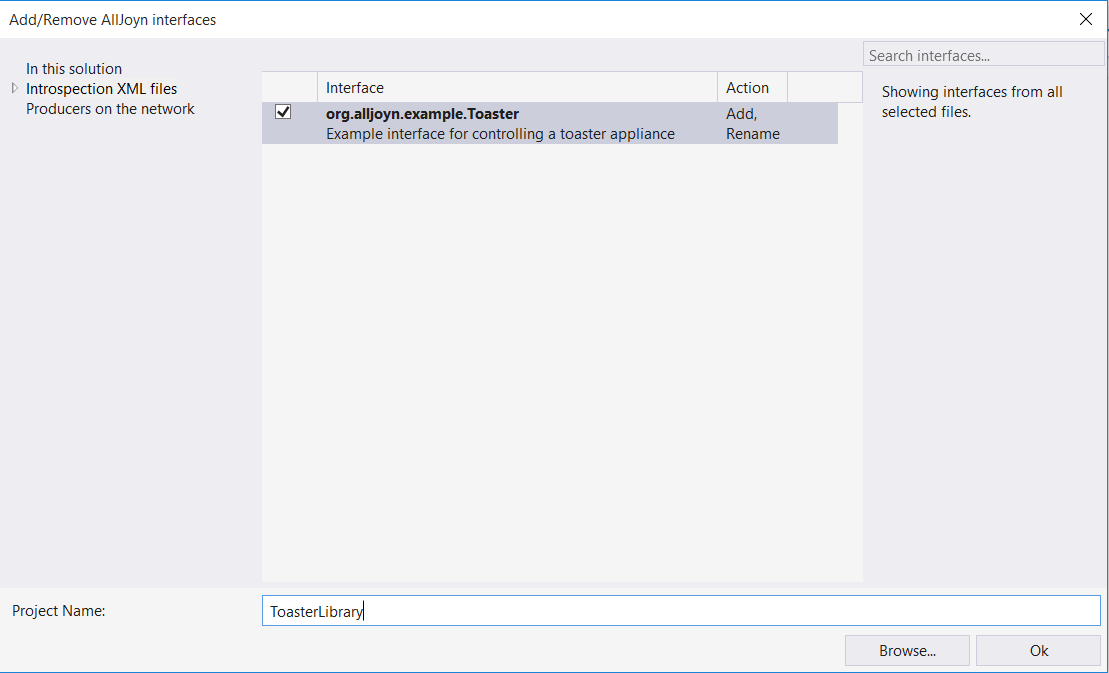 Add/Remove AllJoyn interfaces
Search interfaces...
In this solution
Introspection XML files
Producers on the network
Interface Action
org.alljoyn.example.Toaster Add,
Example interface for controlling a toaster appliance Rename
Showing interfaces from all
selected files.
Project Name: ToasterLibrary
Browse... Ok